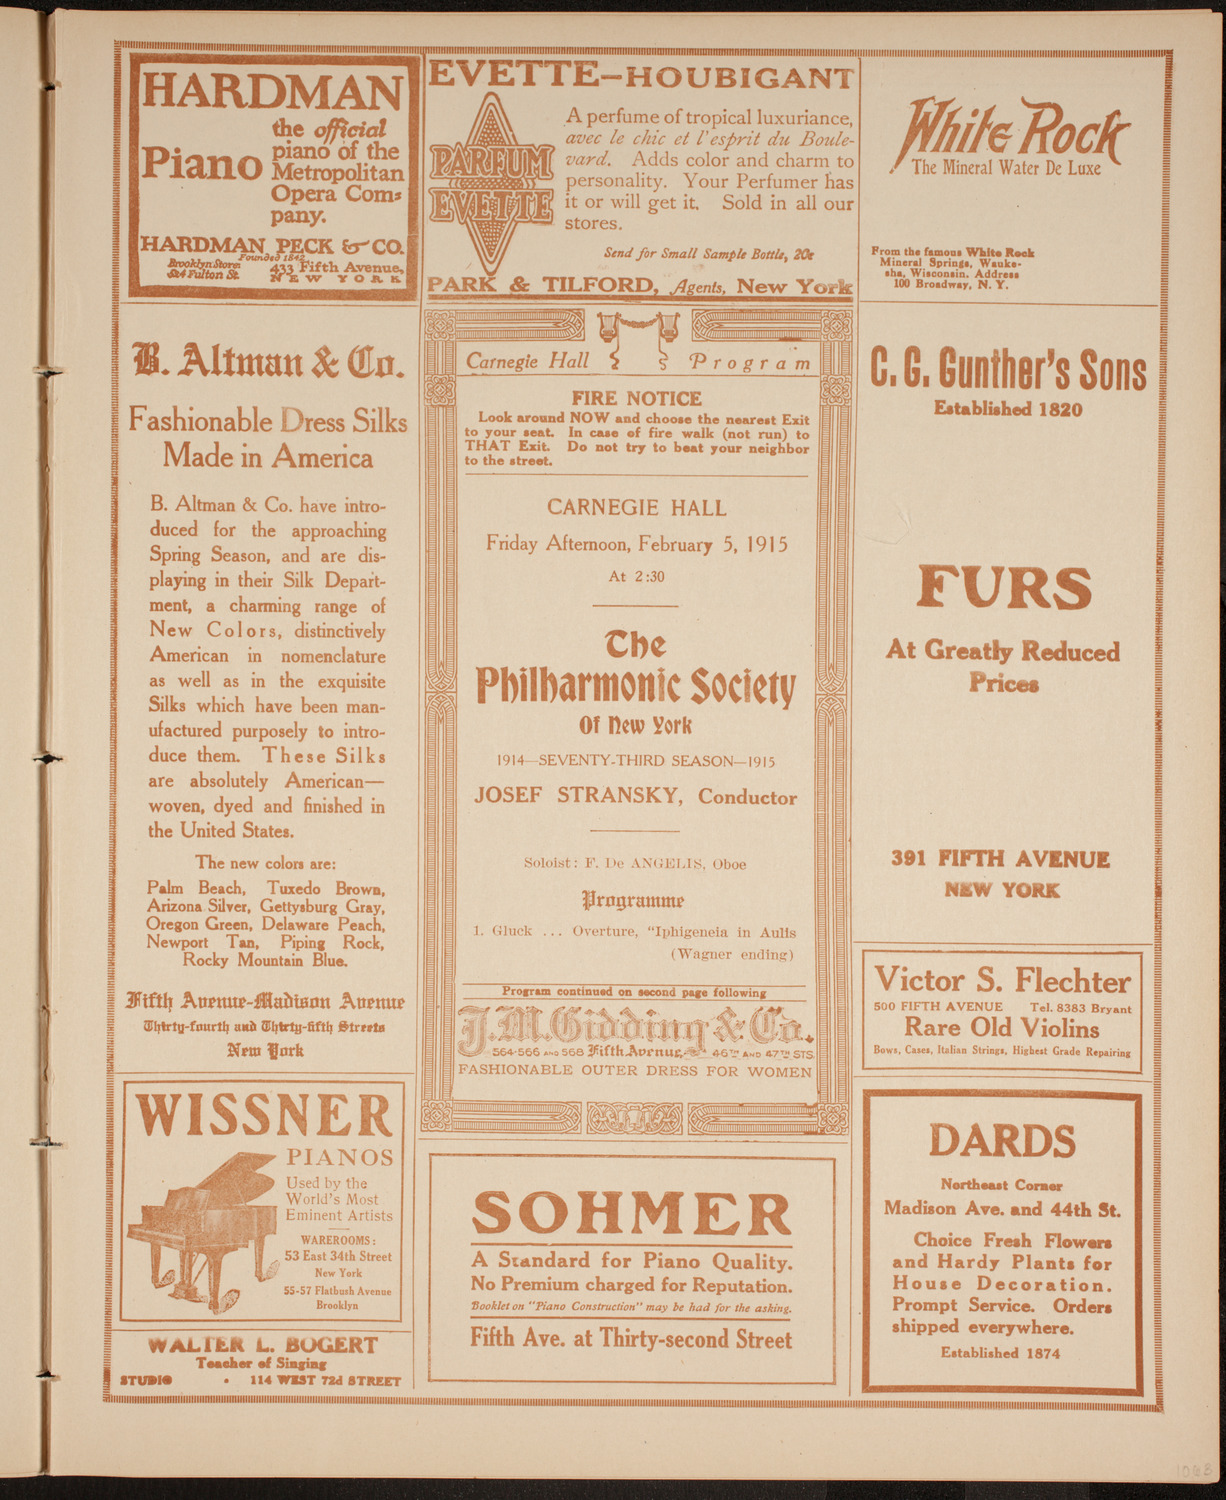 HARDMAN
Piano
the official
piano of the
Metropolitan
Opera Com-
pany.
HARDMAN, PECK & CO.
Founded 1842
Brooklyn Store:
524 Fulton St.
433 Fifth Avenue,
NEW YORK
B. Altman & Co.
Fashionable Dress Silks
Made in America
B. Altman & Co. have intro-
duced for the approaching
Spring Season, and are dis-
playing in their Silk Depart-
ment, a charming range of
New Colors, distinctively
American in nomenclature
as well as in the exquisite
Silks which have been man-
ufactured purposely to intro-
duce them. These Silks
are absolutely American—
woven, dyed and finished in
the United States.
The new colors are:
Palm Beach, Tuxedo Brown,
Arizona Silver, Gettysburg Gray,
Oregon Green, Delaware Peach,
Newport Tan, Piping Rock,
Rocky Mountain Blue.
Fifth Avenue-Madison Avenue
Thirty-fourth and Thirty-fifth Streets
New York
WISSNER
PIANOS
Used by the
World's Most
Eminent Artists
WAREROOMS:
53 East 34th Street
New York
55-57 Flatbush Avenue
Brooklyn
WALTER L. BOGERT
Teacher of Singing
STUDIO • 114 WEST 72d STREET
EVETTE—HOUBIGANT
PARFUM
EVETTE
A perfume of tropical luxuriance,
avec le chic et l'esprit du Boule-
vard. Adds color and charm to
personality. Your Perfumer has
it or will get it. Sold in all our
stores.
Send for Small Sample Bottle, 20c
PARK & TILFORD, Agents, New York
Carnegie Hall Program
FIRE NOTICE
Look around NOW and choose the nearest Exit
to your seat. In case of fire walk (not run) to
THAT Exit. Do not try to beat your neighbor
to the street.
CARNEGIE HALL
Friday Afternoon, February 5, 1915
At 2:30
The
Philharmonic Society
Of New York
1914—SEVENTY-THIRD SEASON—1915
JOSEF STRANSKY, Conductor
Soloist: F. De ANGELIS, Oboe
Programme
1. Gluck ... Overture, "Iphigeneia in Aulis
(Wagner ending)
Program continued on second page following
J.M. Gidding & Co.
564-566 AND 568 Fifth Avenue, 46TH AND 47TH STS.
FASHIONABLE OUTER DRESS FOR WOMEN
SOHMER
A Standard for Piano Quality.
No Premium charged for Reputation.
Booklet on "Piano Construction" may be had for the asking.
Fifth Ave. at Thirty-second Street
White Rock
The Mineral Water De Luxe
From the famous White Rock
Mineral Springs, Wauke-
sha, Wisconsin. Address
100 Broadway, N. Y.
C. G. Gunther's Sons
Established 1820
FURS
At Greatly Reduced
Prices
391 FIFTH AVENUE
NEW YORK
Victor S. Flechter
500 FIFTH AVENUE Tel. 8383 Bryant
Rare Old Violins
Bows, Cases, Italian Strings, Highest Grade Repairing
DARDS
Northeast Corner
Madison Ave. and 44th St.
Choice Fresh Flowers
and Hardy Plants for
House Decoration.
Prompt Service. Orders
shipped everywhere.
Established 1874